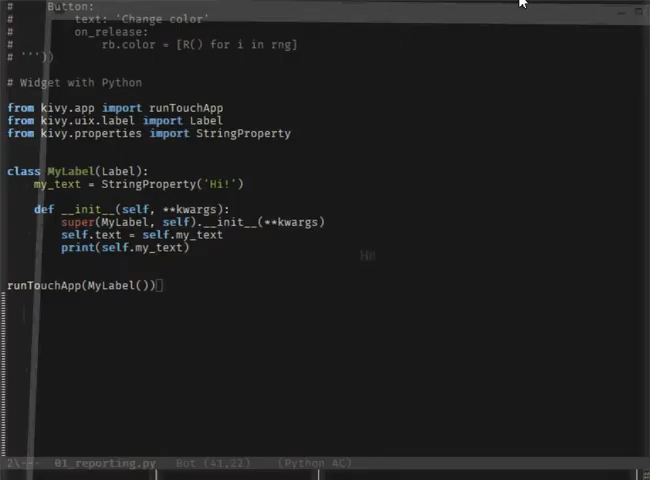 #     Button:
#         text: 'Change color'
#         on_release:
#             rb.color = [R() for i in rng]
# '''))
# Widget with Python
from kivy.app import runTouchApp
from kivy.uix.label import Label
from kivy.properties import StringProperty
class MyLabel(Label):
    my_text = StringProperty('Hi!')
    def __init__(self, **kwargs):
        super(MyLabel, self).__init__(**kwargs)
        self.text = self.my_text
        print(self.my_text)
Hi!
runTouchApp(MyLabel())
2\--- 01_reporting.py Bot (41,22) (Python AC)